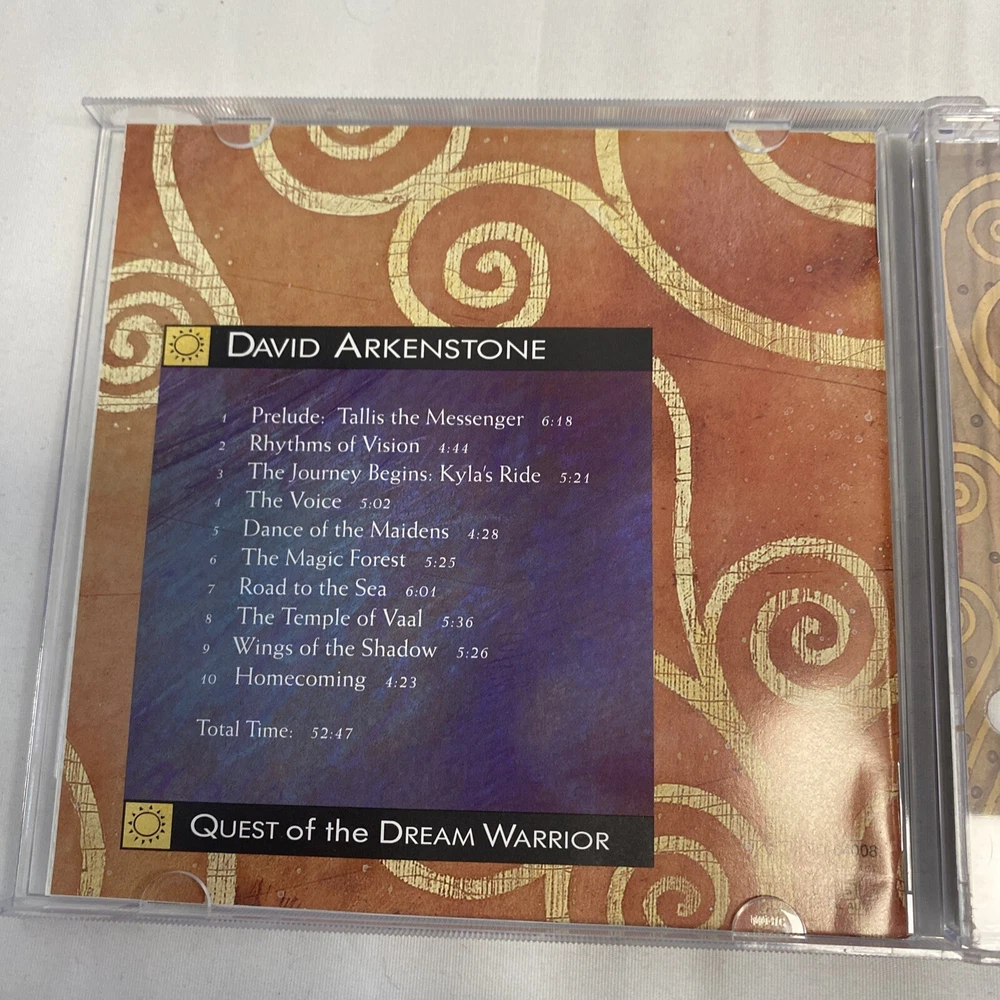 DAVID ARKENSTONE
1 Prelude: Tallis the Messenger 6:18
2 Rhythms of Vision 4:44
3 The Journey Begins: Kyla's Ride 5:21
4 The Voice 5:02
5 Dance of the Maidens 4:28
6 The Magic Forest 5:25
7 Road to the Sea 6:01
8 The Temple of Vaal 5:36
9 Wings of the Shadow 5:26
10 Homecoming 4:23
Total Time: 52:47
QUEST of the DREAM WARRIOR